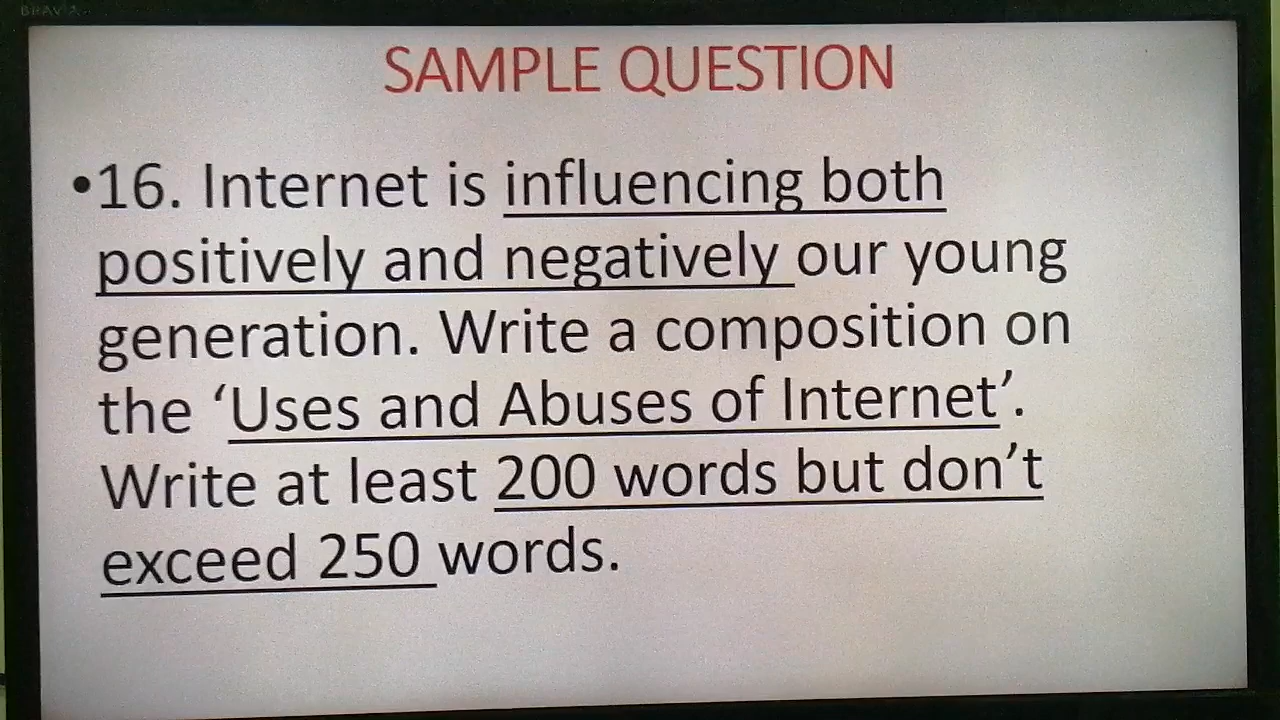 SAMPLE QUESTION
•16. Internet is influencing both
positively and negatively our young
generation. Write a composition on
the ‘Uses and Abuses of Internet’.
Write at least 200 words but don’t
exceed 250 words.